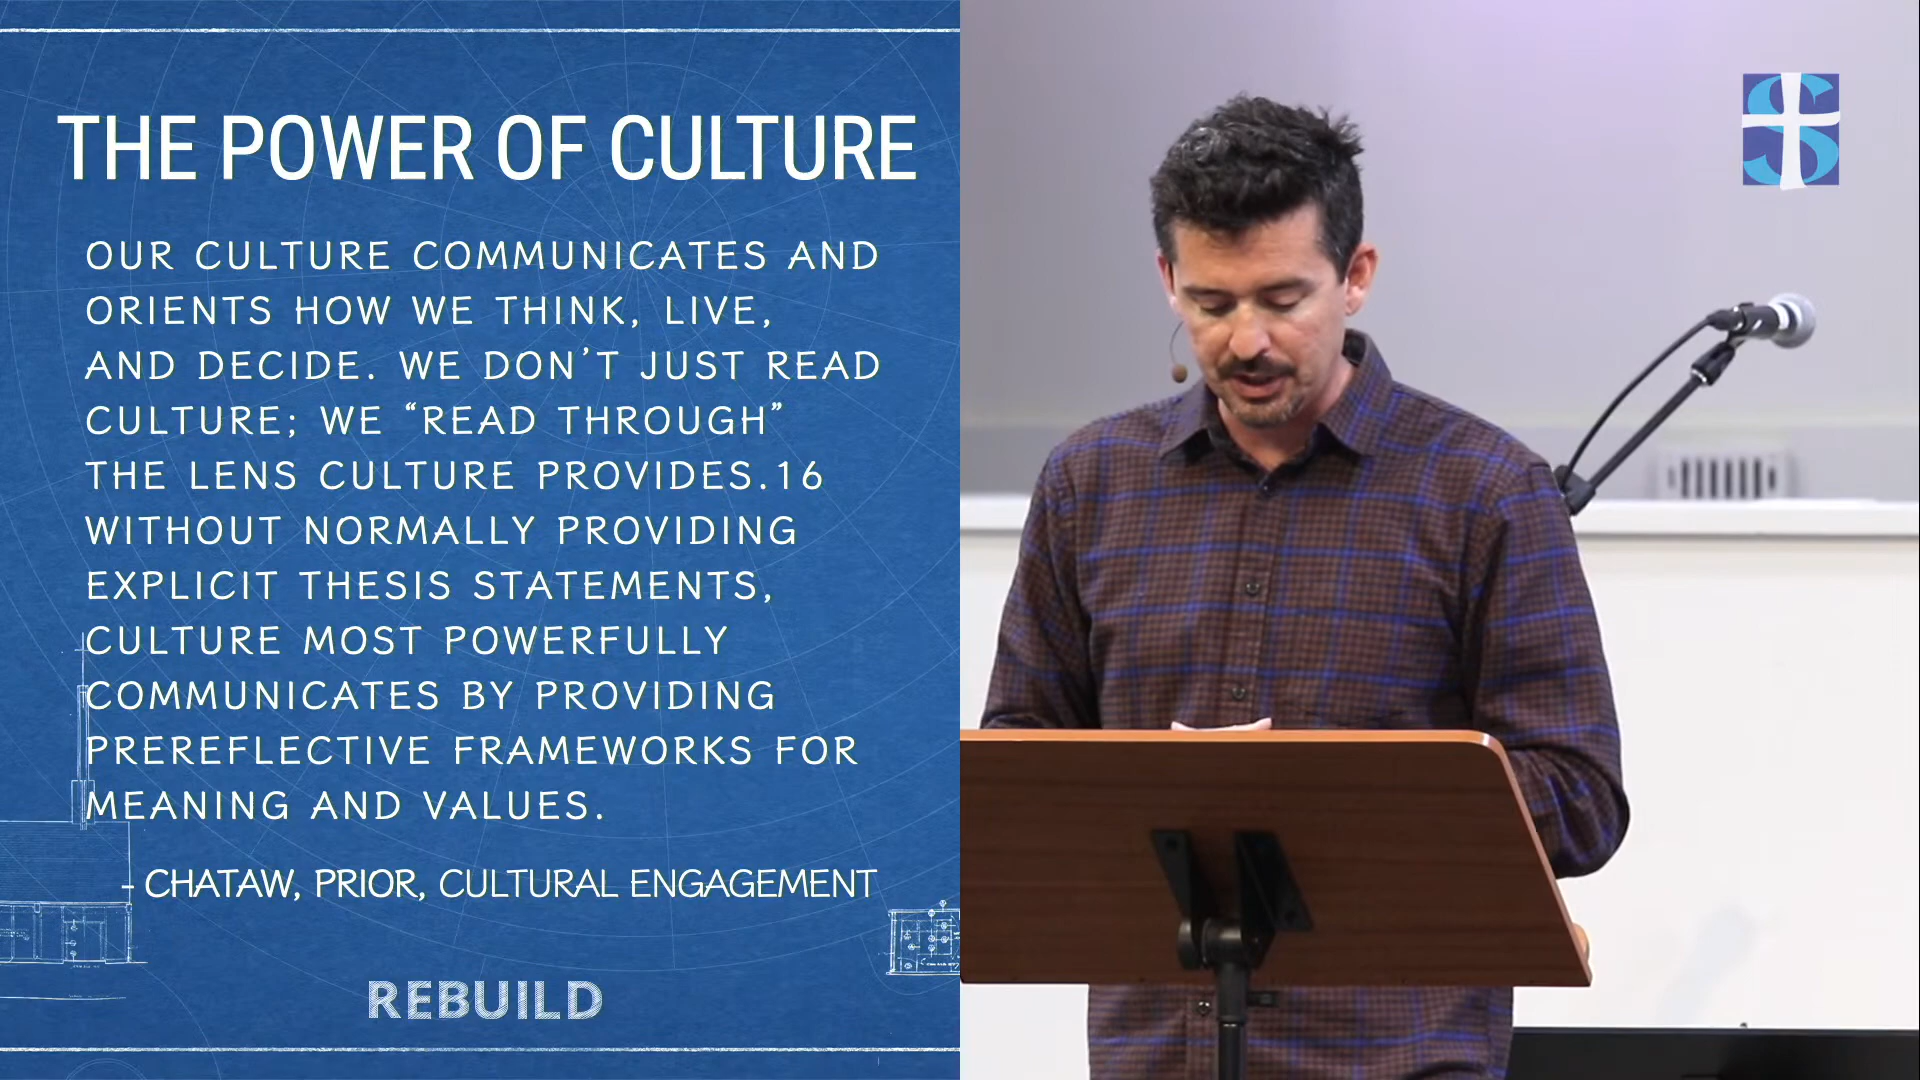 THE POWER OF CULTURE
OUR CULTURE COMMUNICATES AND
ORIENTS HOW WE THINK, LIVE,
AND DECIDE. WE DON'T JUST READ
CULTURE; WE “READ THROUGH”
THE LENS CULTURE PROVIDES.16
WITHOUT NORMALLY PROVIDING
EXPLICIT THESIS STATEMENTS,
CULTURE MOST POWERFULLY
COMMUNICATES BY PROVIDING
PREREFLECTIVE FRAMEWORKS FOR
MEANING AND VALUES.
- CHATAW, PRIOR, CULTURAL ENGAGEMENT
REBUILD
S